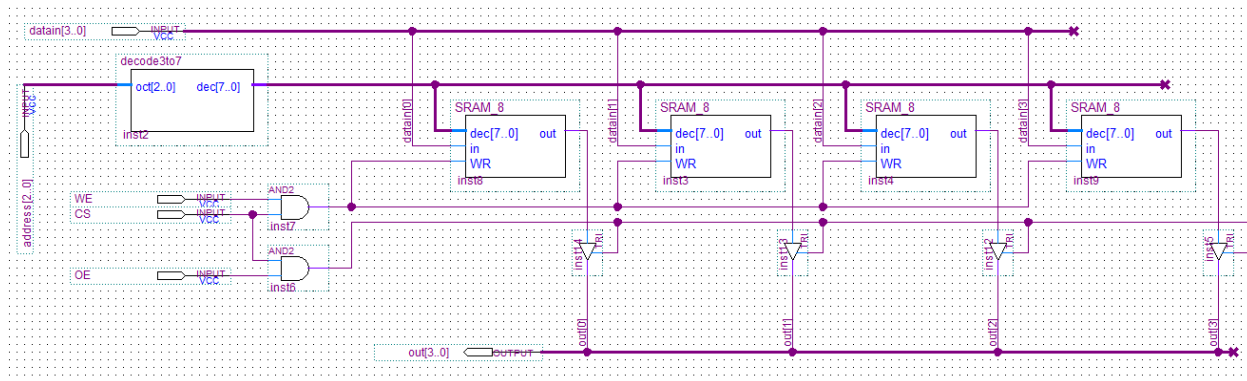 datain[3..0]
INPUT
VCC
decode3to7
oct[2..0] dec[7..0]
inst2
INPUT
VCC
address[2..0]
datain[0]
SRAM_8
dec[7..0] out
in
WR
inst8
datain[1]
SRAM_8
dec[7..0] out
in
WR
inst3
datain[2]
SRAM_8
dec[7..0] out
in
WR
inst4
datain[3]
SRAM_8
dec[7..0] out
in
WR
inst9
WE
INPUT
VCC
CS
INPUT
VCC
AND2
inst7
OE
INPUT
VCC
AND2
inst6
TRI
inst14
TRI
inst13
TRI
inst12
TRI
inst5
out[0]
out[1]
out[2]
out[3]
out[3..0]
OUTPUT